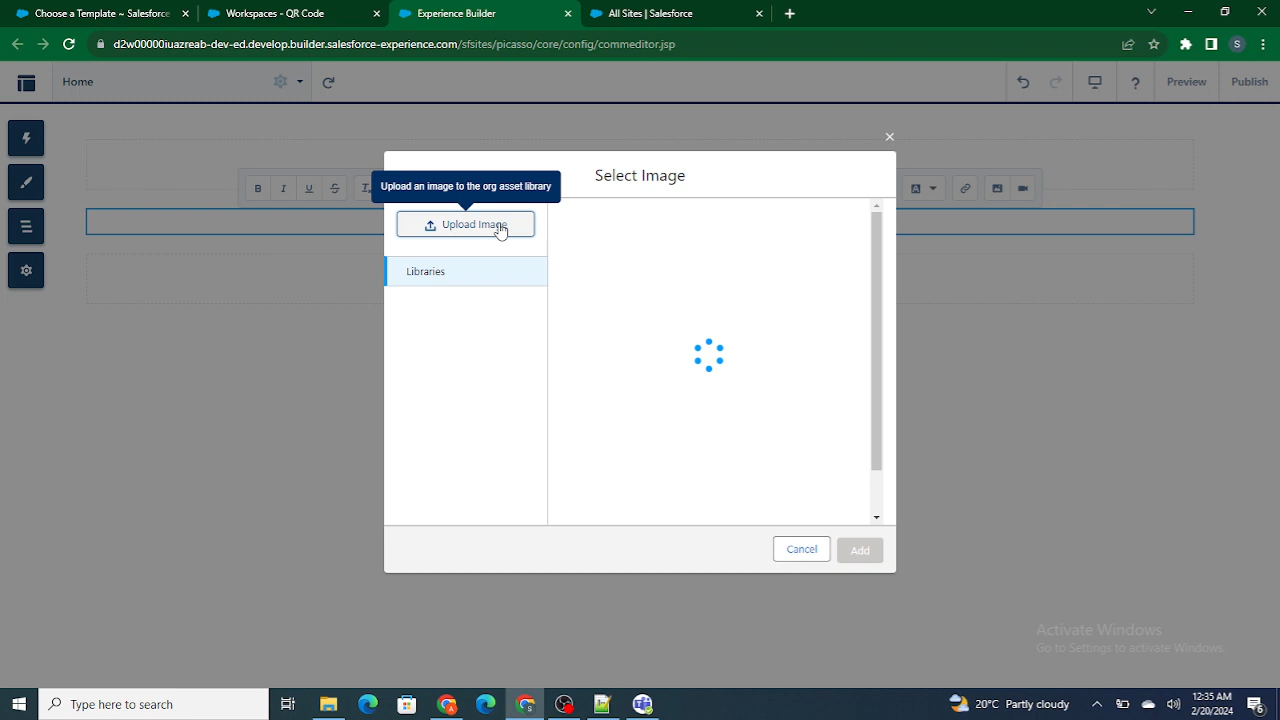 Choose a Template ~ Salesforce
Workspaces - QR Code
Experience Builder
All Sites | Salesforce
d2w00000iuazreab-dev-ed.develop.builder.salesforce-experience.com/sfsites/picasso/core/config/commeditor.jsp
S
Home
?
Preview
Publish
Select Image
B I U S Tx
A
Upload an image to the org asset library
Upload Image
Libraries
Cancel
Add
Activate Windows
Go to Settings to activate Windows.
Type here to search
20°C Partly cloudy
12:35 AM
2/20/2024
6